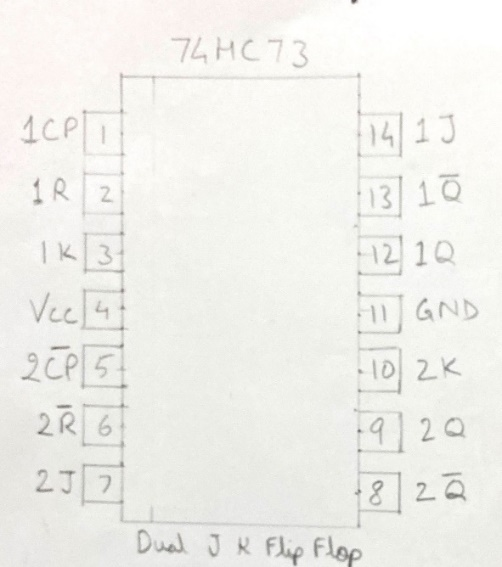 74HC73
1CP 1 14 1J
1R 2 13 1Q̅
1K 3 12 1Q
Vcc 4 11 GND
2C̅P̅ 5 10 2K
2R̅ 6 9 2Q
2J 7 8 2Q̅
Dual J K Flip Flop